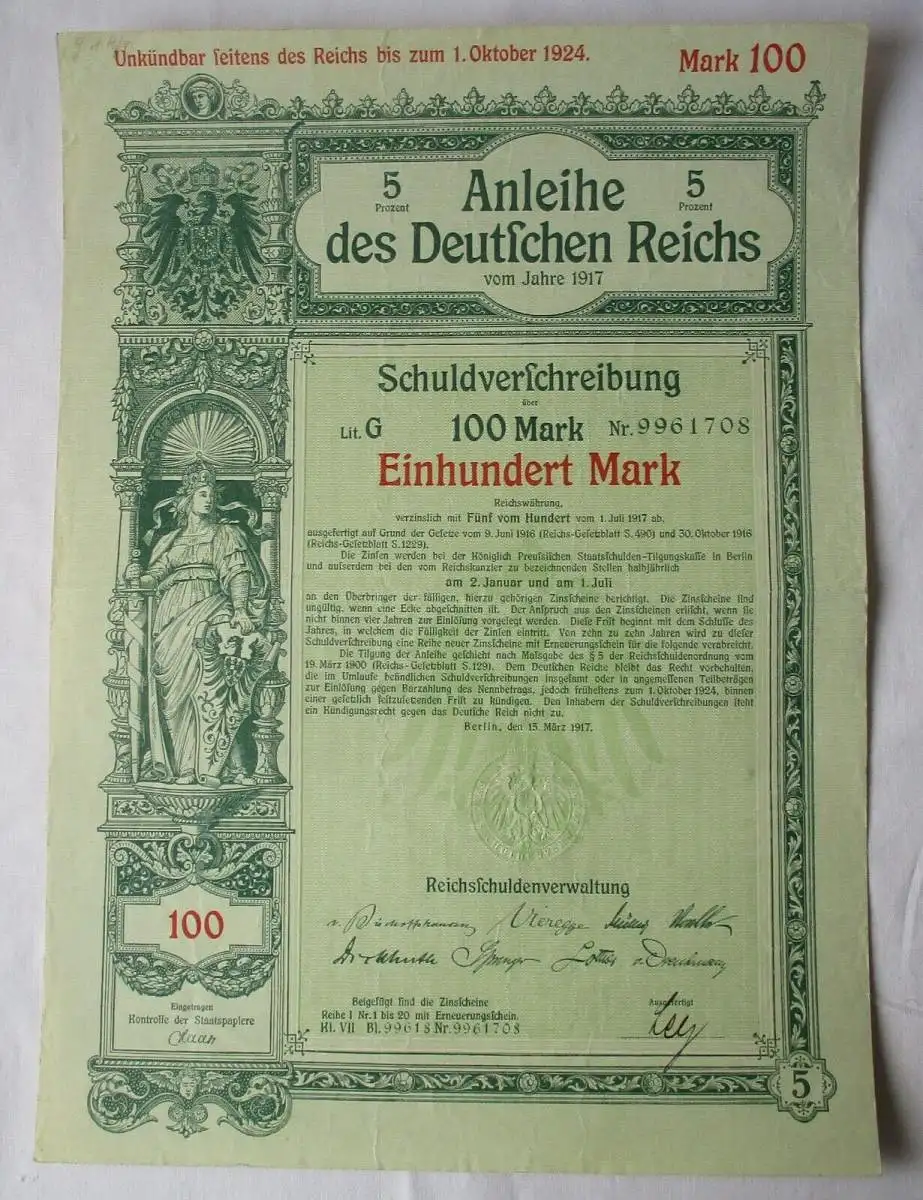 Unkündbar ſeitens des Reichs bis zum 1. Oktober 1924.
Mark 100
5 Prozent
Anleihe
5 Prozent
des Deutſchen Reichs
vom Jahre 1917
Schuldverſchreibung
über
Lit. G 100 Mark Nr. 9961708
Einhundert Mark
Reichswährung,
verzinslich mit Fünf vom Hundert vom 1. Juli 1917 ab,
ausgefertigt auf Grund der Geſetze vom 9. Juni 1916 (Reichs-Geſetzblatt S. 490) und 30. Oktober 1916
(Reichs-Geſetzblatt S. 1229).
Die Zinſen werden bei der Königlich Preuſsiſchen Staatsſchulden-Tilgungskaſſe in Berlin
und auſserdem bei den vom Reichskanzler zu bezeichnenden Stellen halbjährlich
am 2. Januar und am 1. Juli
an den Überbringer der fälligen, hierzu gehörigen Zinsſcheine berichtigt. Die Zinsſcheine ſind
ungültig, wenn eine Ecke abgeſchnitten iſt. Der Anſpruch aus den Zinsſcheinen erliſcht, wenn ſie
nicht binnen vier Jahren zur Einlöſung vorgelegt werden. Dieſe Friſt beginnt mit dem Schluſſe des
Jahres, in welchem die Fälligkeit der Zinſen eintritt. Von zehn zu zehn Jahren wird zu dieſer
Schuldverſchreibung eine Reihe neuer Zinsſcheine mit Erneuerungsſchein für die folgende verabreicht.
Die Tilgung der Anleihe geſchieht nach Maſsgabe des § 5 der Reichsſchuldenordnung vom
19. März 1900 (Reichs-Geſetzblatt S. 129). Dem Deutſchen Reiche bleibt das Recht vorbehalten,
die im Umlaufe befindlichen Schuldverſchreibungen insgeſamt oder in angemeſſenen Teilbeträgen
zur Einlöſung gegen Barzahlung des Nennbetrags, jedoch früheſtens zum 1. Oktober 1924, binnen
einer geſetzlich feſtzuſetzenden Friſt zu kündigen. Den Inhabern der Schuldverſchreibungen ſteht
ein Kündigungsrecht gegen das Deutſche Reich nicht zu.
Berlin, den 15. März 1917.
Reichsſchuldenverwaltung
v. Bischoffshausen Vieregge Müller
Dickhuth Springer Lottes
100
Eingetragen
Kontrolle der Staatspapiere
Beigefügt ſind die Zinsſcheine
Reihe I Nr. 1 bis 20 mit Erneuerungsſchein.
Kl. VII Bl. 99618 Nr. 9961708
Ausgefertigt
5